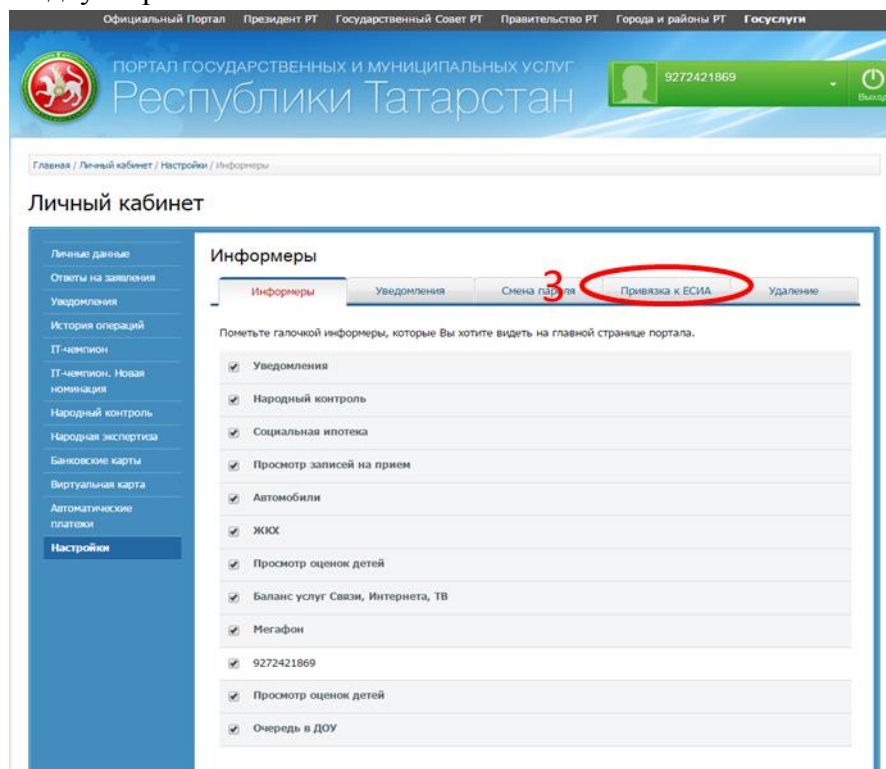 Официальный Портал Президент РТ Государственный Совет РТ Правительство РТ Города и районы РТ Госуслуги
ПОРТАЛ ГОСУДАРСТВЕННЫХ И МУНИЦИПАЛЬНЫХ УСЛУГ
Республики Татарстан
9272421869
Выход
Главная / Личный кабинет / Настройки / Информеры
Личный кабинет
Личные данные
Ответы на заявления
Уведомления
История операций
IT-чемпион
IT-чемпион. Новая
номинация
Народный контроль
Народная экспертиза
Банковские карты
Виртуальная карта
Автоматические
платежи
Настройки
Информеры
Информеры Уведомления Смена пароля 3 Привязка к ЕСИА Удаление
Пометьте галочкой информеры, которые Вы хотите видеть на главной странице портала.
Уведомления
Народный контроль
Социальная ипотека
Просмотр записей на прием
Автомобили
ЖКХ
Просмотр оценок детей
Баланс услуг Связи, Интернета, ТВ
Мегафон
9272421869
Просмотр оценок детей
Очередь в ДОУ